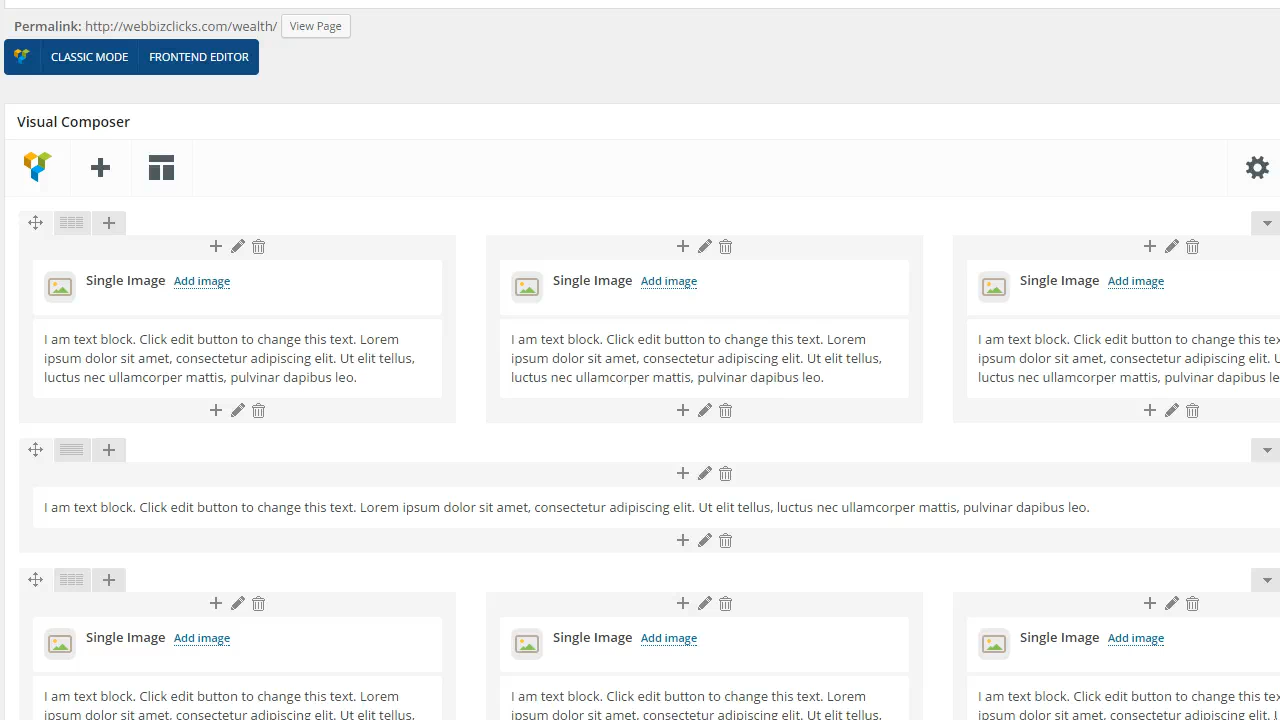 Permalink: http://webbizclicks.com/wealth/ View Page
CLASSIC MODE FRONTEND EDITOR
Visual Composer
Single Image Add image
I am text block. Click edit button to change this text. Lorem
ipsum dolor sit amet, consectetur adipiscing elit. Ut elit tellus,
luctus nec ullamcorper mattis, pulvinar dapibus leo.
Single Image Add image
I am text block. Click edit button to change this text. Lorem
ipsum dolor sit amet, consectetur adipiscing elit. Ut elit tellus,
luctus nec ullamcorper mattis, pulvinar dapibus leo.
Single Image Add image
I am text block. Click edit button to change this
ipsum dolor sit amet, consectetur adipiscing elit.
luctus nec ullamcorper mattis, pulvinar dapibus
I am text block. Click edit button to change this text. Lorem ipsum dolor sit amet, consectetur adipiscing elit. Ut elit tellus, luctus nec ullamcorper mattis, pulvinar dapibus leo.
Single Image Add image
I am text block. Click edit button to change this text. Lorem
ipsum dolor sit amet, consectetur adipiscing elit. Ut elit tellus,
Single Image Add image
I am text block. Click edit button to change this text. Lorem
ipsum dolor sit amet, consectetur adipiscing elit. Ut elit tellus,
Single Image Add image
I am text block. Click edit button to change this
ipsum dolor sit amet, consectetur adipiscing elit.